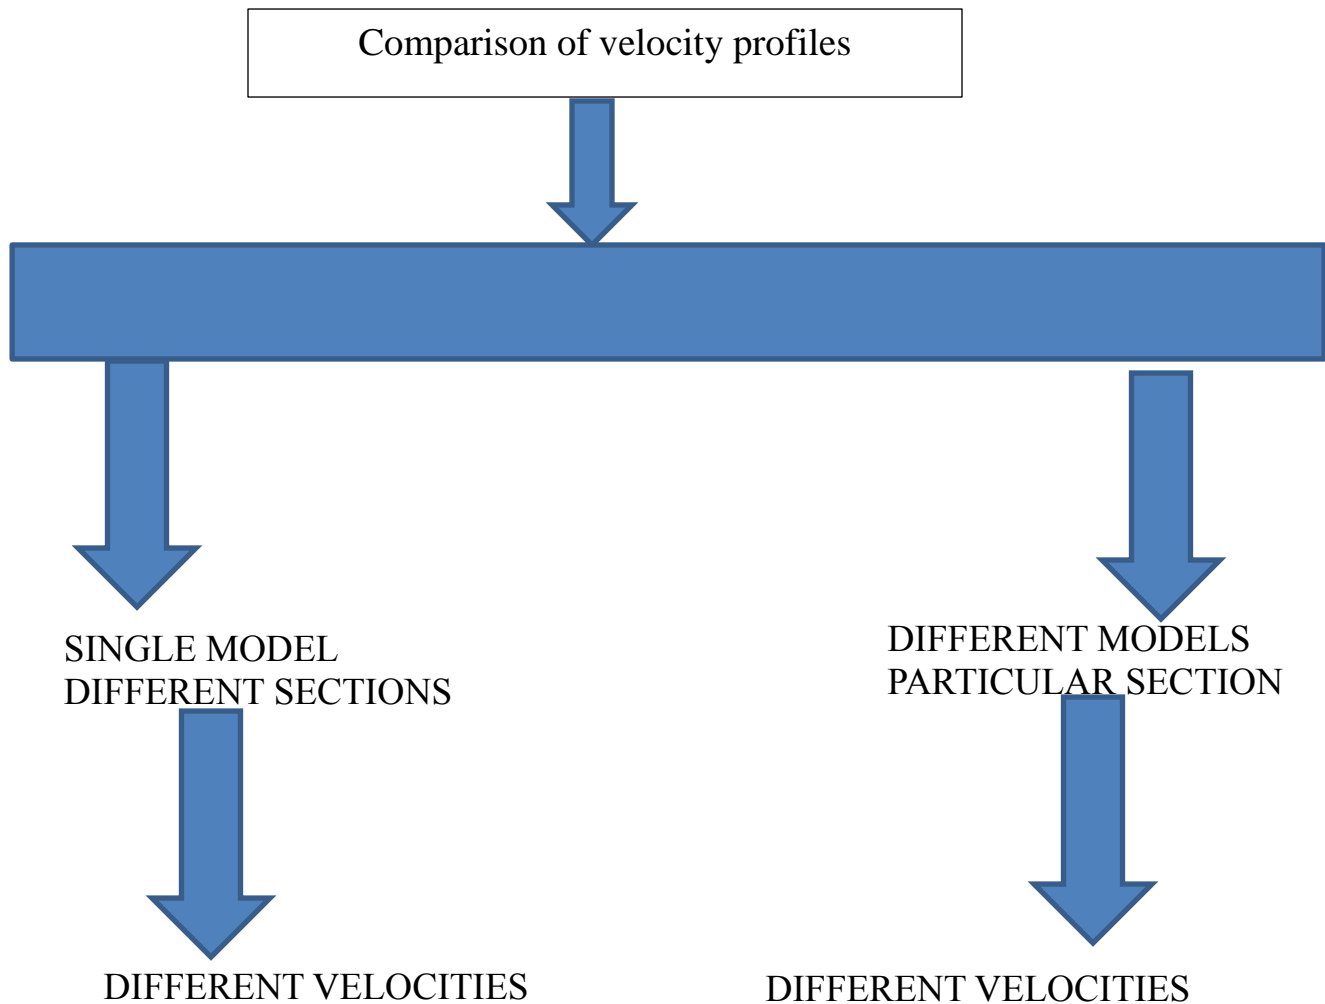 Comparison of velocity profiles
SINGLE MODEL
DIFFERENT SECTIONS
DIFFERENT MODELS
PARTICULAR SECTION
DIFFERENT VELOCITIES
DIFFERENT VELOCITIES